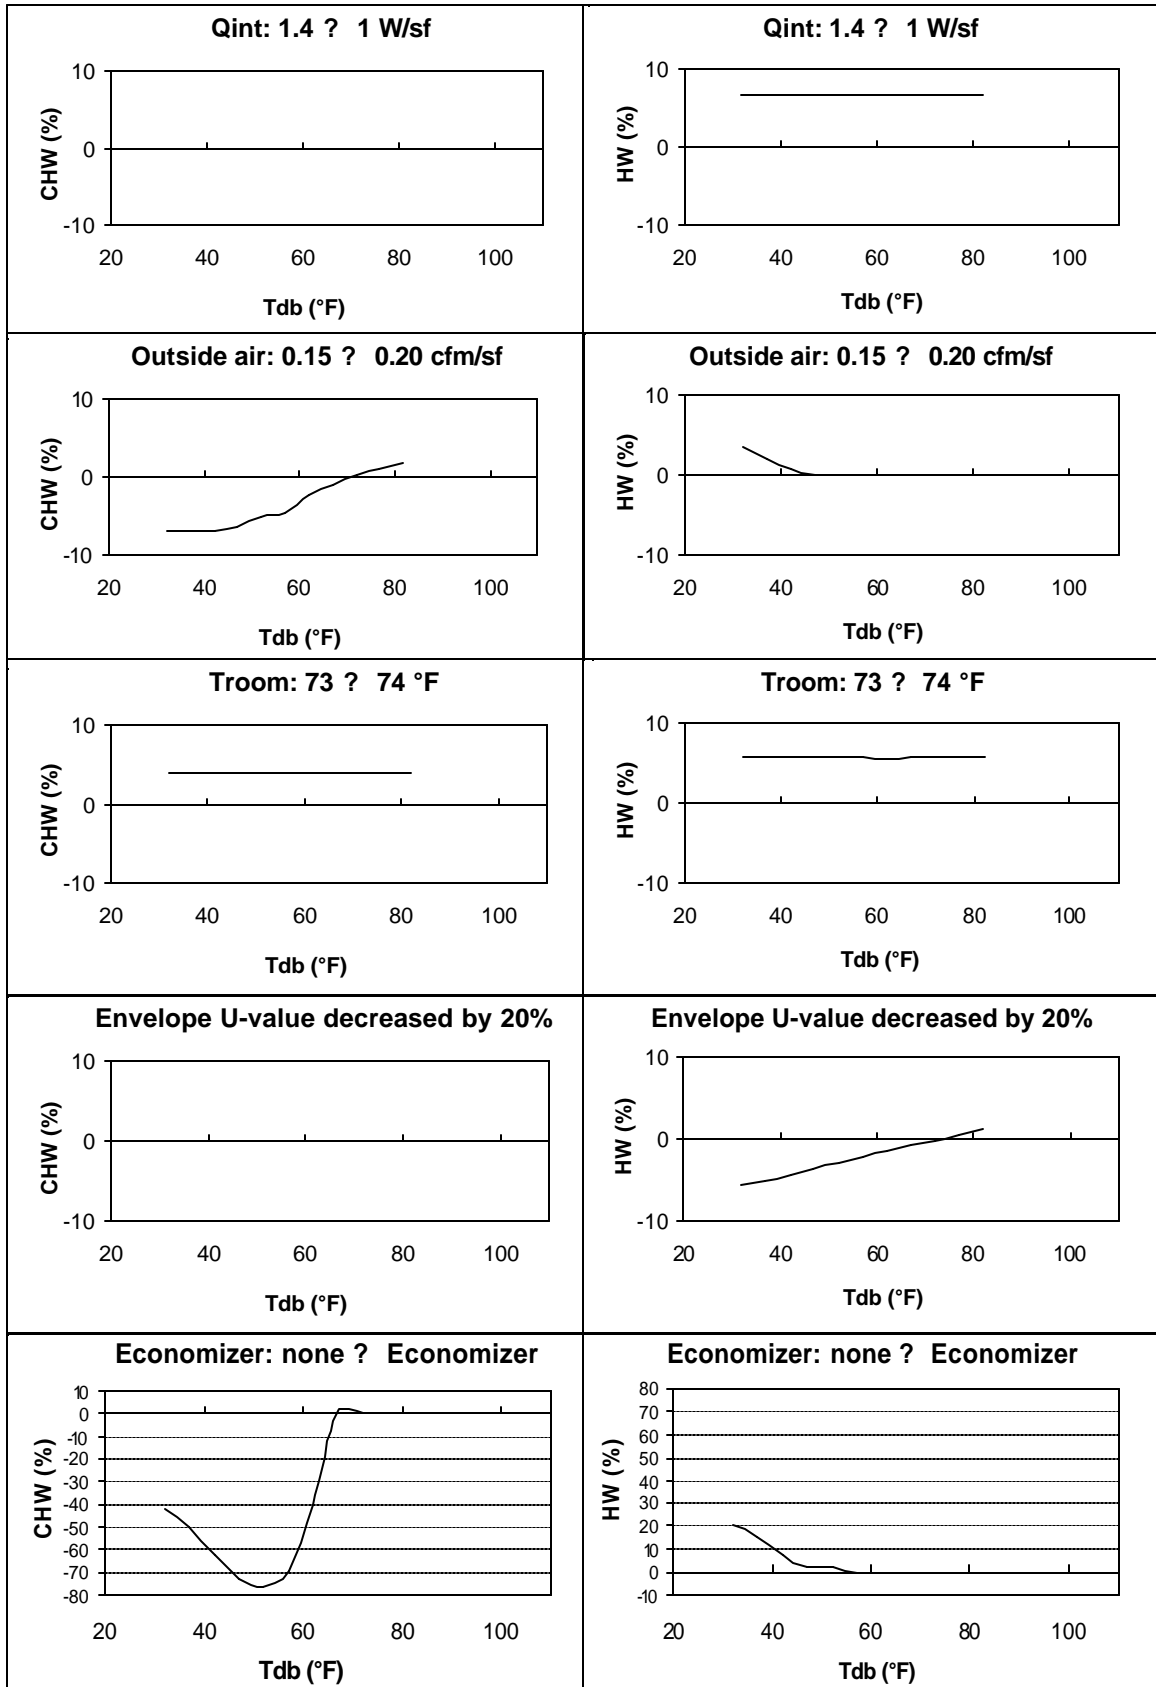 Qint: 1.4 ? 1 W/sf
10
0
-10
CHW (%)
20 40 60 80 100
Tdb (°F)
Qint: 1.4 ? 1 W/sf
10
0
-10
HW (%)
20 40 60 80 100
Tdb (°F)
Outside air: 0.15 ? 0.20 cfm/sf
10
0
-10
CHW (%)
20 40 60 80 100
Tdb (°F)
Outside air: 0.15 ? 0.20 cfm/sf
10
0
-10
HW (%)
20 40 60 80 100
Tdb (°F)
Troom: 73 ? 74 °F
10
0
-10
CHW (%)
20 40 60 80 100
Tdb (°F)
Troom: 73 ? 74 °F
10
0
-10
HW (%)
20 40 60 80 100
Tdb (°F)
Envelope U-value decreased by 20%
10
0
-10
CHW (%)
20 40 60 80 100
Tdb (°F)
Envelope U-value decreased by 20%
10
0
-10
HW (%)
20 40 60 80 100
Tdb (°F)
Economizer: none ? Economizer
10
0
-10
-20
-30
-40
-50
-60
-70
-80
CHW (%)
20 40 60 80 100
Tdb (°F)
Economizer: none ? Economizer
80
70
60
50
40
30
20
10
0
-10
HW (%)
20 40 60 80 100
Tdb (°F)